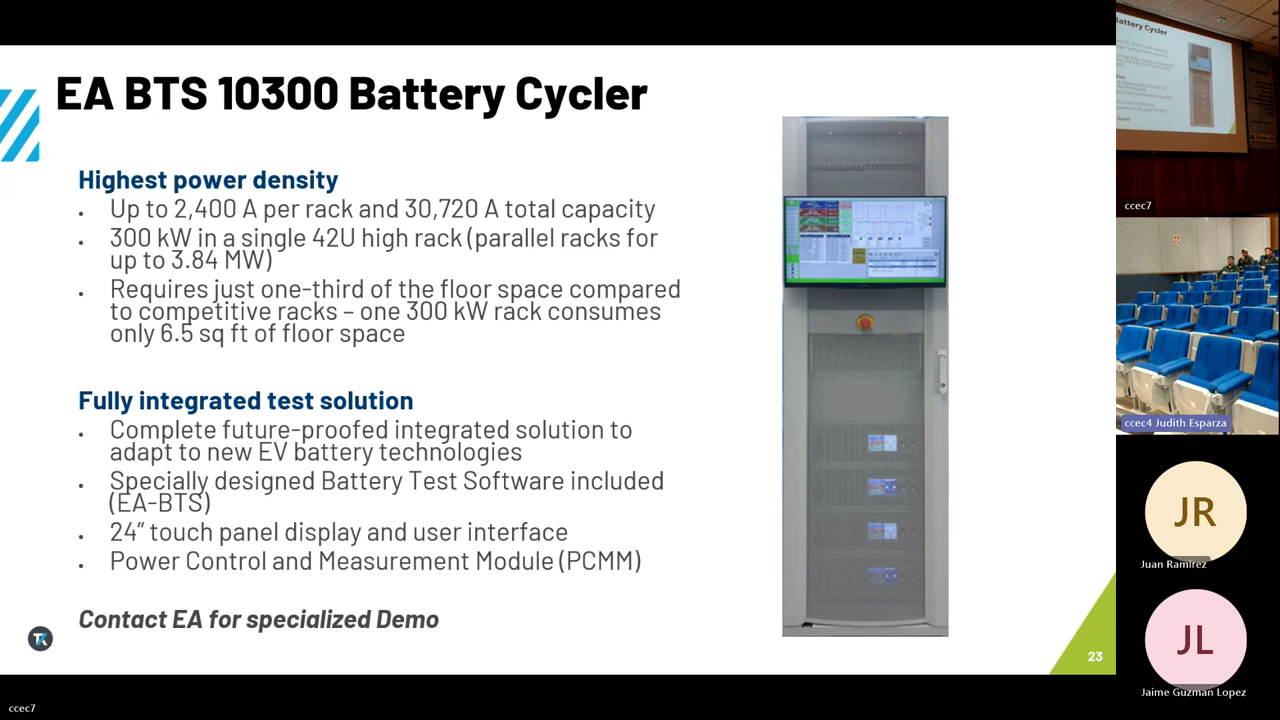 EA BTS 10300 Battery Cycler
Highest power density
• Up to 2,400 A per rack and 30,720 A total capacity
• 300 kW in a single 42U high rack (parallel racks for
up to 3.84 MW)
• Requires just one-third of the floor space compared
to competitive racks – one 300 kW rack consumes
only 6.5 sq ft of floor space
Fully integrated test solution
• Complete future-proofed integrated solution to
adapt to new EV battery technologies
• Specially designed Battery Test Software included
(EA-BTS)
• 24” touch panel display and user interface
• Power Control and Measurement Module (PCMM)
Contact EA for specialized Demo
TK
23
ccec7
Battery Cycler
ccec7
ccec4 Judith Esparza
JR
Juan Ramirez
JL
Jaime Guzman Lopez